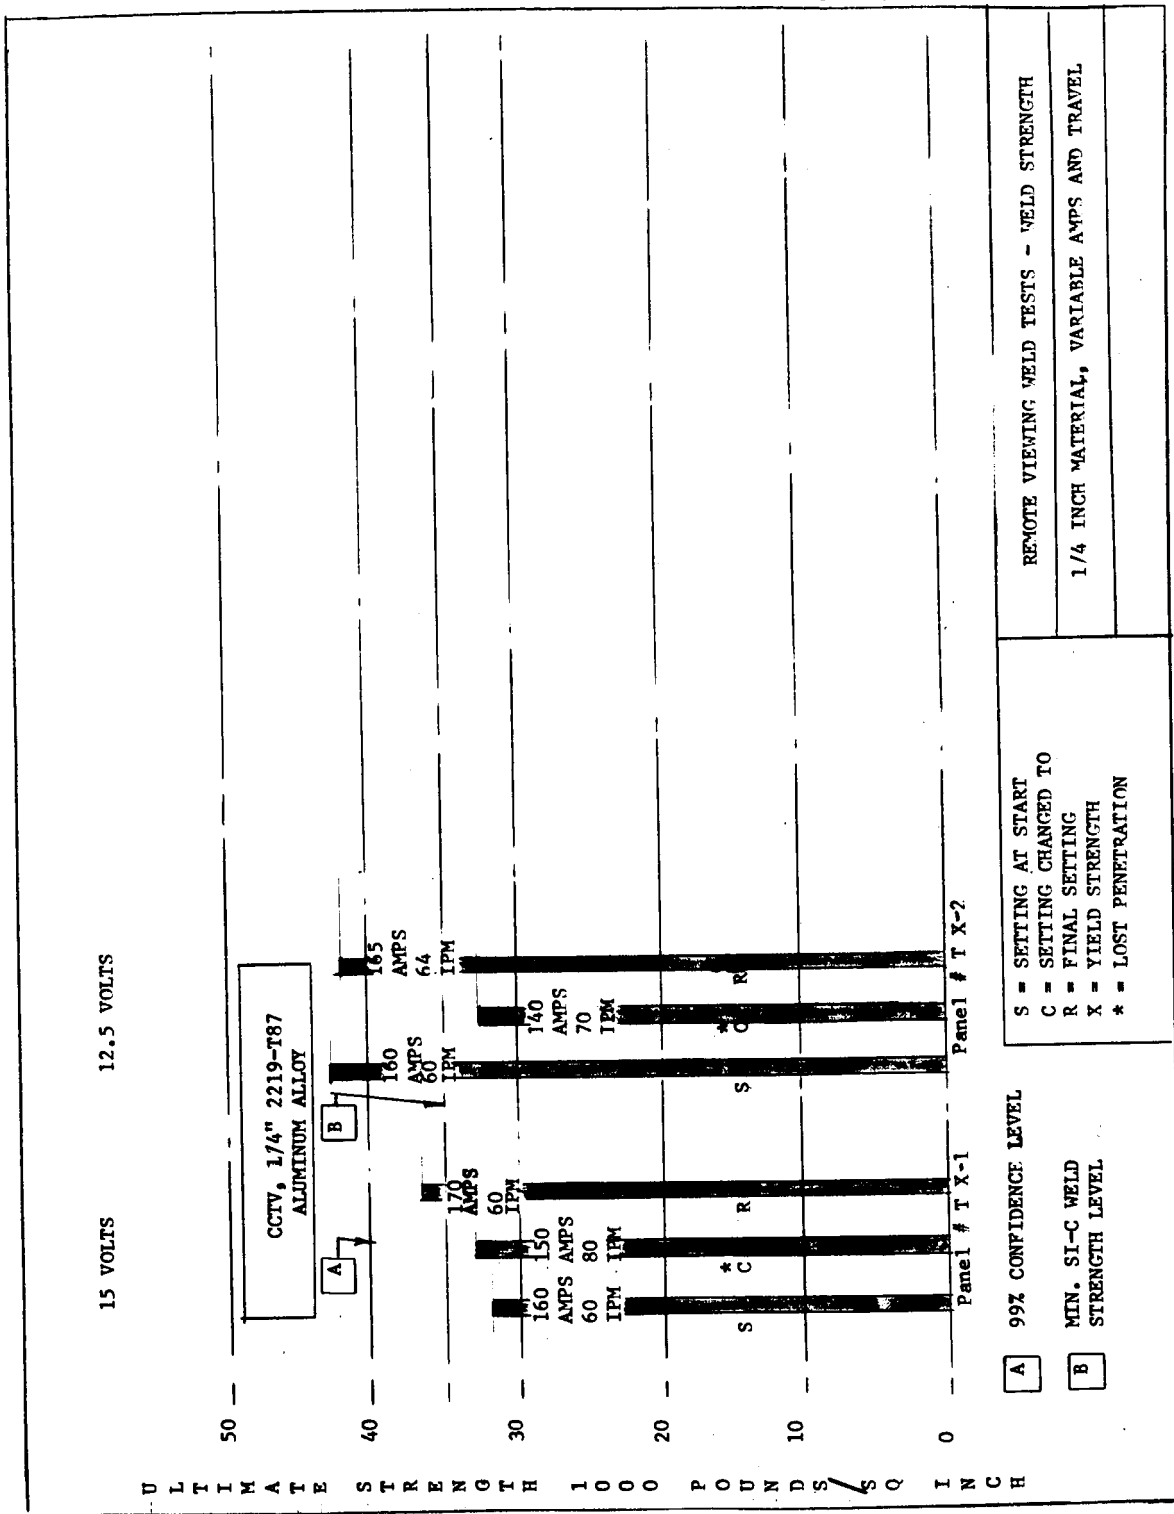 15 VOLTS
12.5 VOLTS
CCTV, 1/4" 2219-T87
ALUMINUM ALLOY
A
B
ULTIMATE STRENGTH 1000 POUNDS/SQ INCH
50
40
30
20
10
0
160
AMPS
60
IPM
S
150
AMPS
80
IPM
*
C
170
AMPS
60
IPM
R
160
AMPS
60
IPM
S
140
AMPS
70
IPM
*
C
165
AMPS
64
IPM
R
Panel # T X-1
Panel # T X-2
A 99% CONFIDENCE LEVEL
B MIN. SI-C WELD
STRENGTH LEVEL
S = SETTING AT START
C = SETTING CHANGED TO
R = FINAL SETTING
X = YIELD STRENGTH
* = LOST PENETRATION
REMOTE VIEWING WELD TESTS - WELD STRENGTH
1/4 INCH MATERIAL, VARIABLE AMPS AND TRAVEL